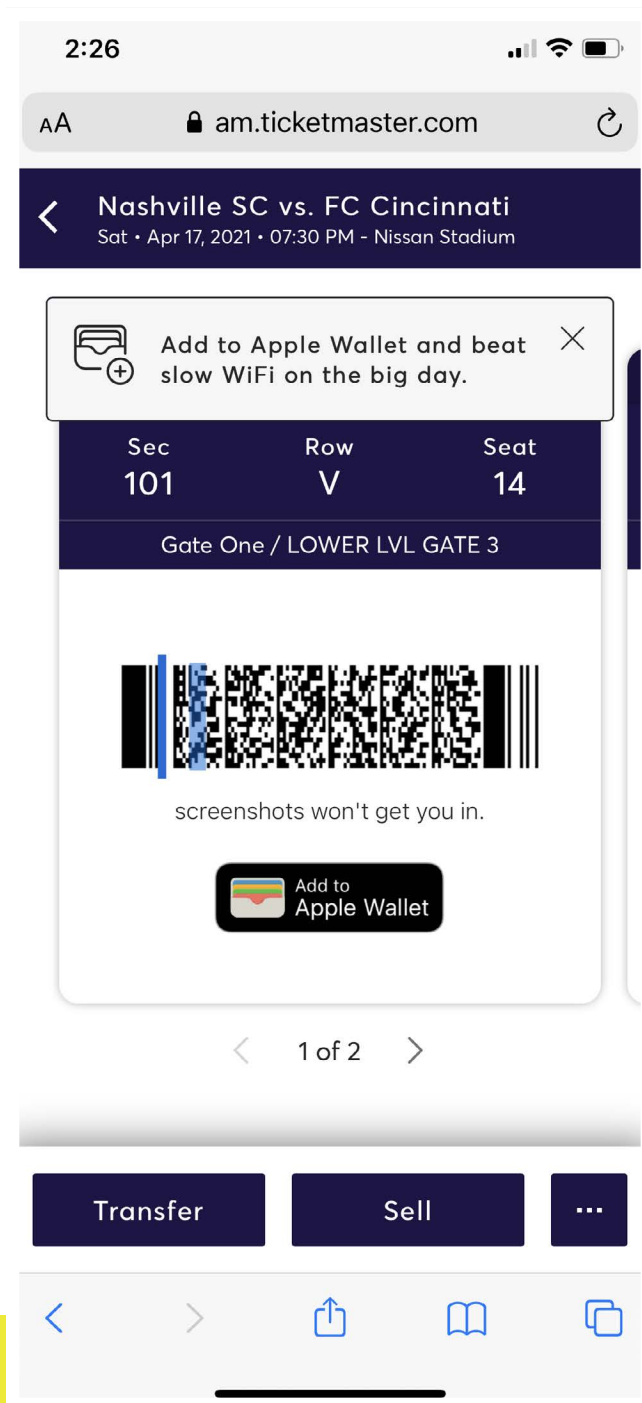 2:26
AA am.ticketmaster.com
Nashville SC vs. FC Cincinnati
Sat • Apr 17, 2021 • 07:30 PM - Nissan Stadium
Add to Apple Wallet and beat
slow WiFi on the big day.
Sec Row Seat
101 V 14
Gate One / LOWER LVL GATE 3
screenshots won't get you in.
Add to
Apple Wallet
1 of 2
Transfer Sell ...